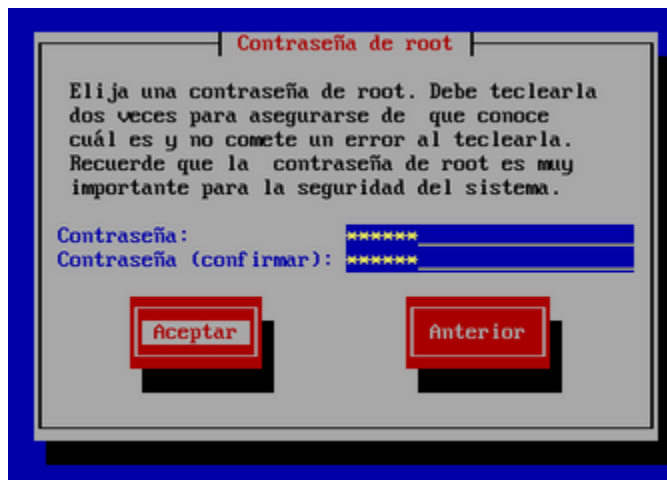 Contraseña de root
Elija una contraseña de root. Debe teclearla
dos veces para asegurarse de  que conoce
cuál es y no comete un error al teclearla.
Recuerde que la  contraseña de root es muy
importante para la seguridad del sistema.
Contraseña: ******
Contraseña (confirmar): ******
Aceptar Anterior